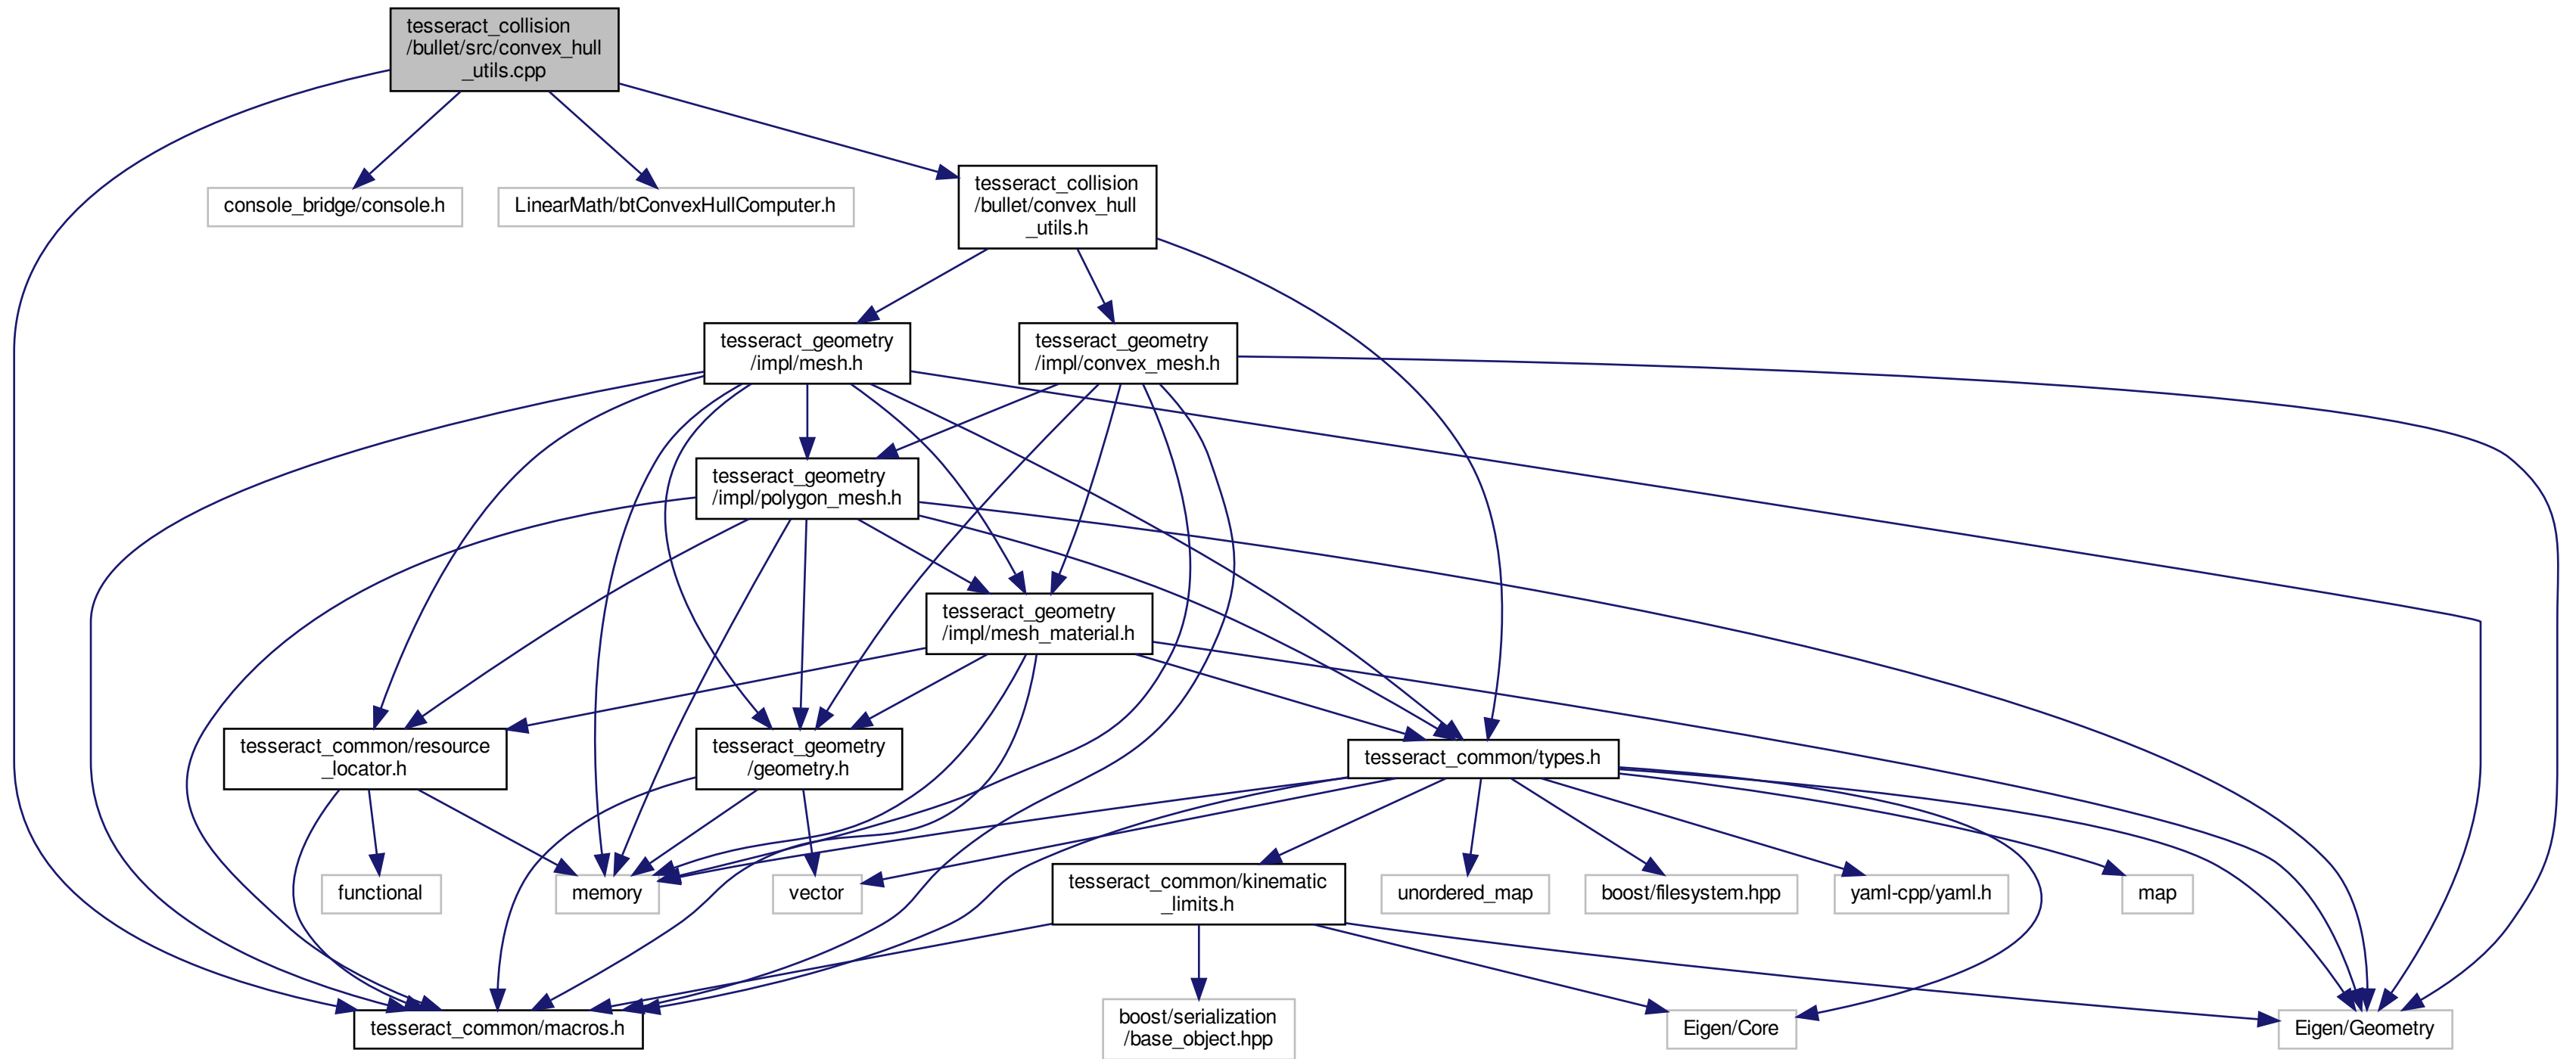 tesseract_collision
/bullet/src/convex_hull
_utils.cpp
console_bridge/console.h
LinearMath/btConvexHullComputer.h
tesseract_collision
/bullet/convex_hull
_utils.h
tesseract_geometry
/impl/mesh.h
tesseract_geometry
/impl/convex_mesh.h
tesseract_geometry
/impl/polygon_mesh.h
tesseract_geometry
/impl/mesh_material.h
tesseract_common/resource
_locator.h
tesseract_geometry
/geometry.h
tesseract_common/types.h
functional
memory
vector
tesseract_common/kinematic
_limits.h
unordered_map
boost/filesystem.hpp
yaml-cpp/yaml.h
map
tesseract_common/macros.h
boost/serialization
/base_object.hpp
Eigen/Core
Eigen/Geometry